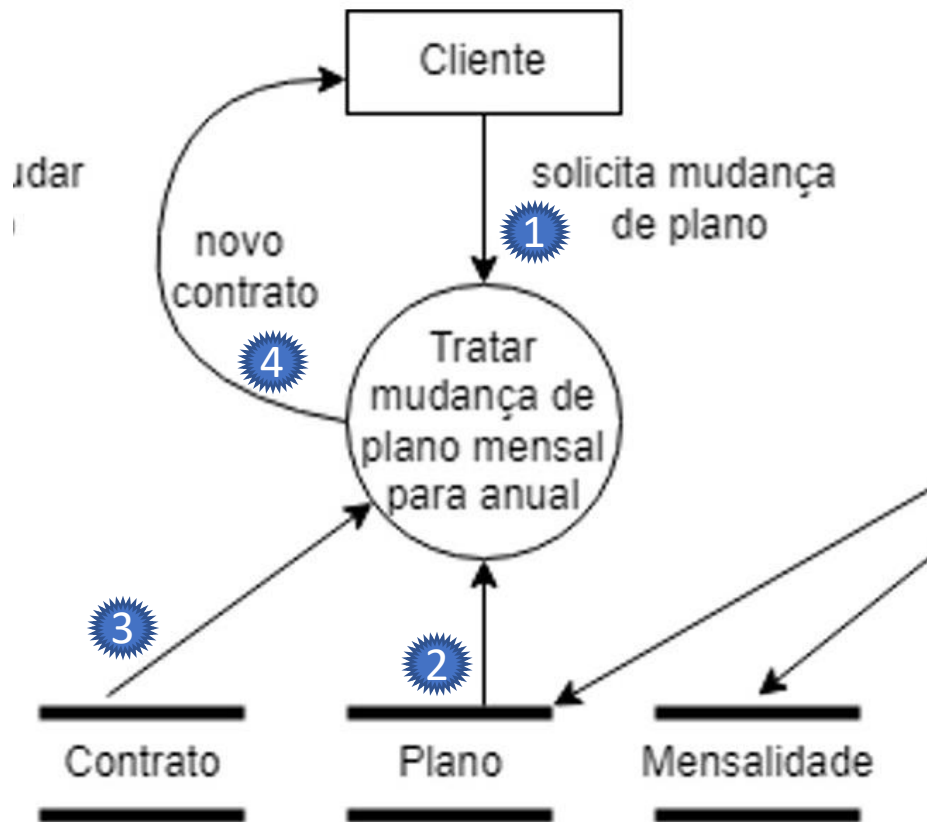 Cliente
udar
solicita mudança
de plano
1
novo
contrato
4
Tratar
mudança de
plano mensal
para anual
3
2
Contrato
Plano
Mensalidade